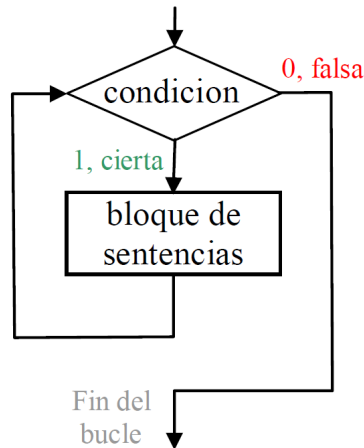 condicion
0, falsa
1, cierta
bloque de
sentencias
Fin del
bucle